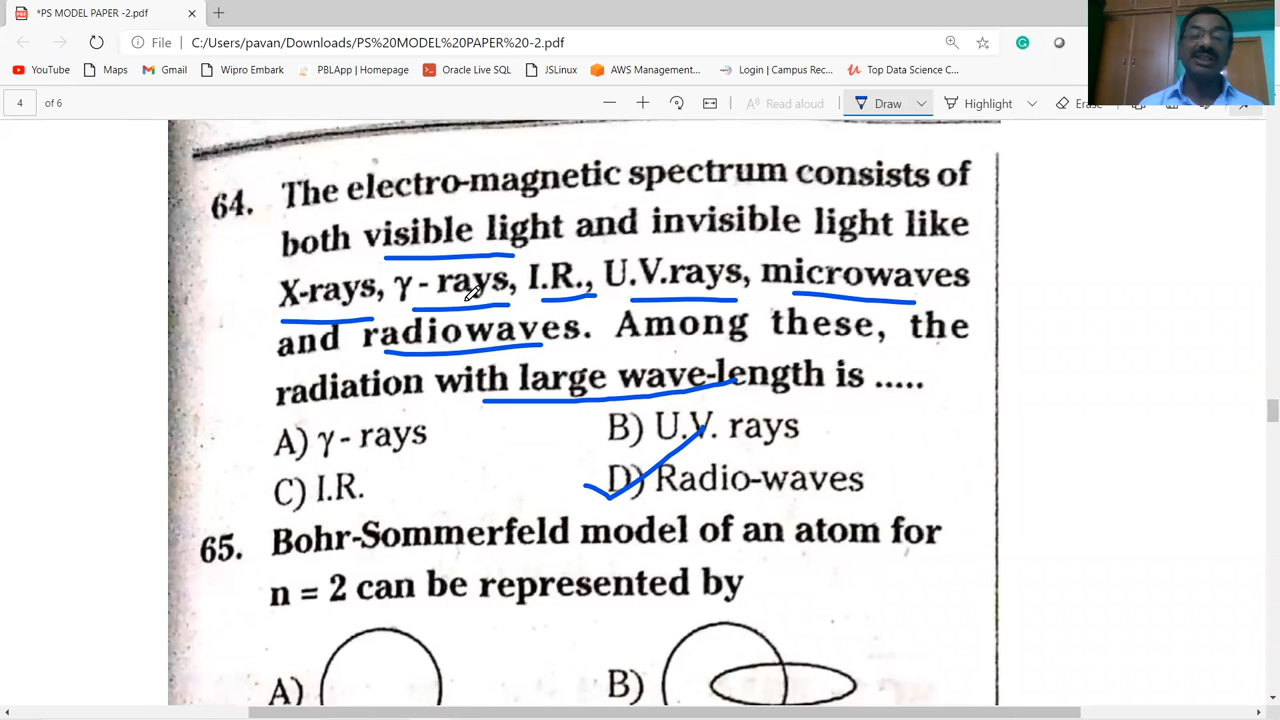 *PS MODEL PAPER -2.pdf
File
C:/Users/pavan/Downloads/PS%20MODEL%20PAPER%20-2.pdf
YouTube Maps Gmail Wipro Embark PBLApp | Homepage Oracle Live SQL JSLinux AWS Management... Login | Campus Rec... Top Data Science C...
4 of 6 Read aloud Draw Highlight
64. The electro-magnetic spectrum consists of
both visible light and invisible light like
X-rays, γ - rays, I.R., U.V.rays, microwaves
and radiowaves. Among these, the
radiation with large wave-length is .....
A) γ - rays B) U.V. rays
C) I.R. D) Radio-waves
65. Bohr-Sommerfeld model of an atom for
n = 2 can be represented by
A) B)